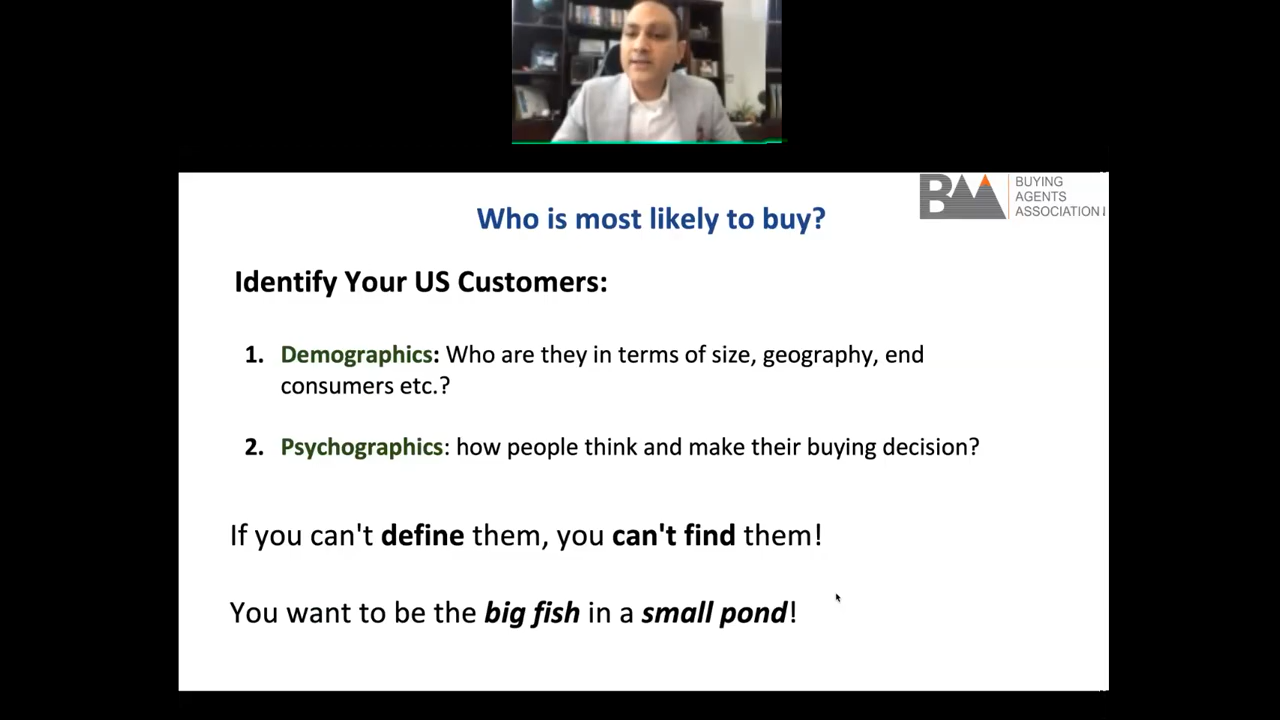 BAA
BUYING
AGENTS
ASSOCIATION
Who is most likely to buy?
Identify Your US Customers:
1. Demographics: Who are they in terms of size, geography, end
consumers etc.?
2. Psychographics: how people think and make their buying decision?
If you can't define them, you can't find them!
You want to be the big fish in a small pond!